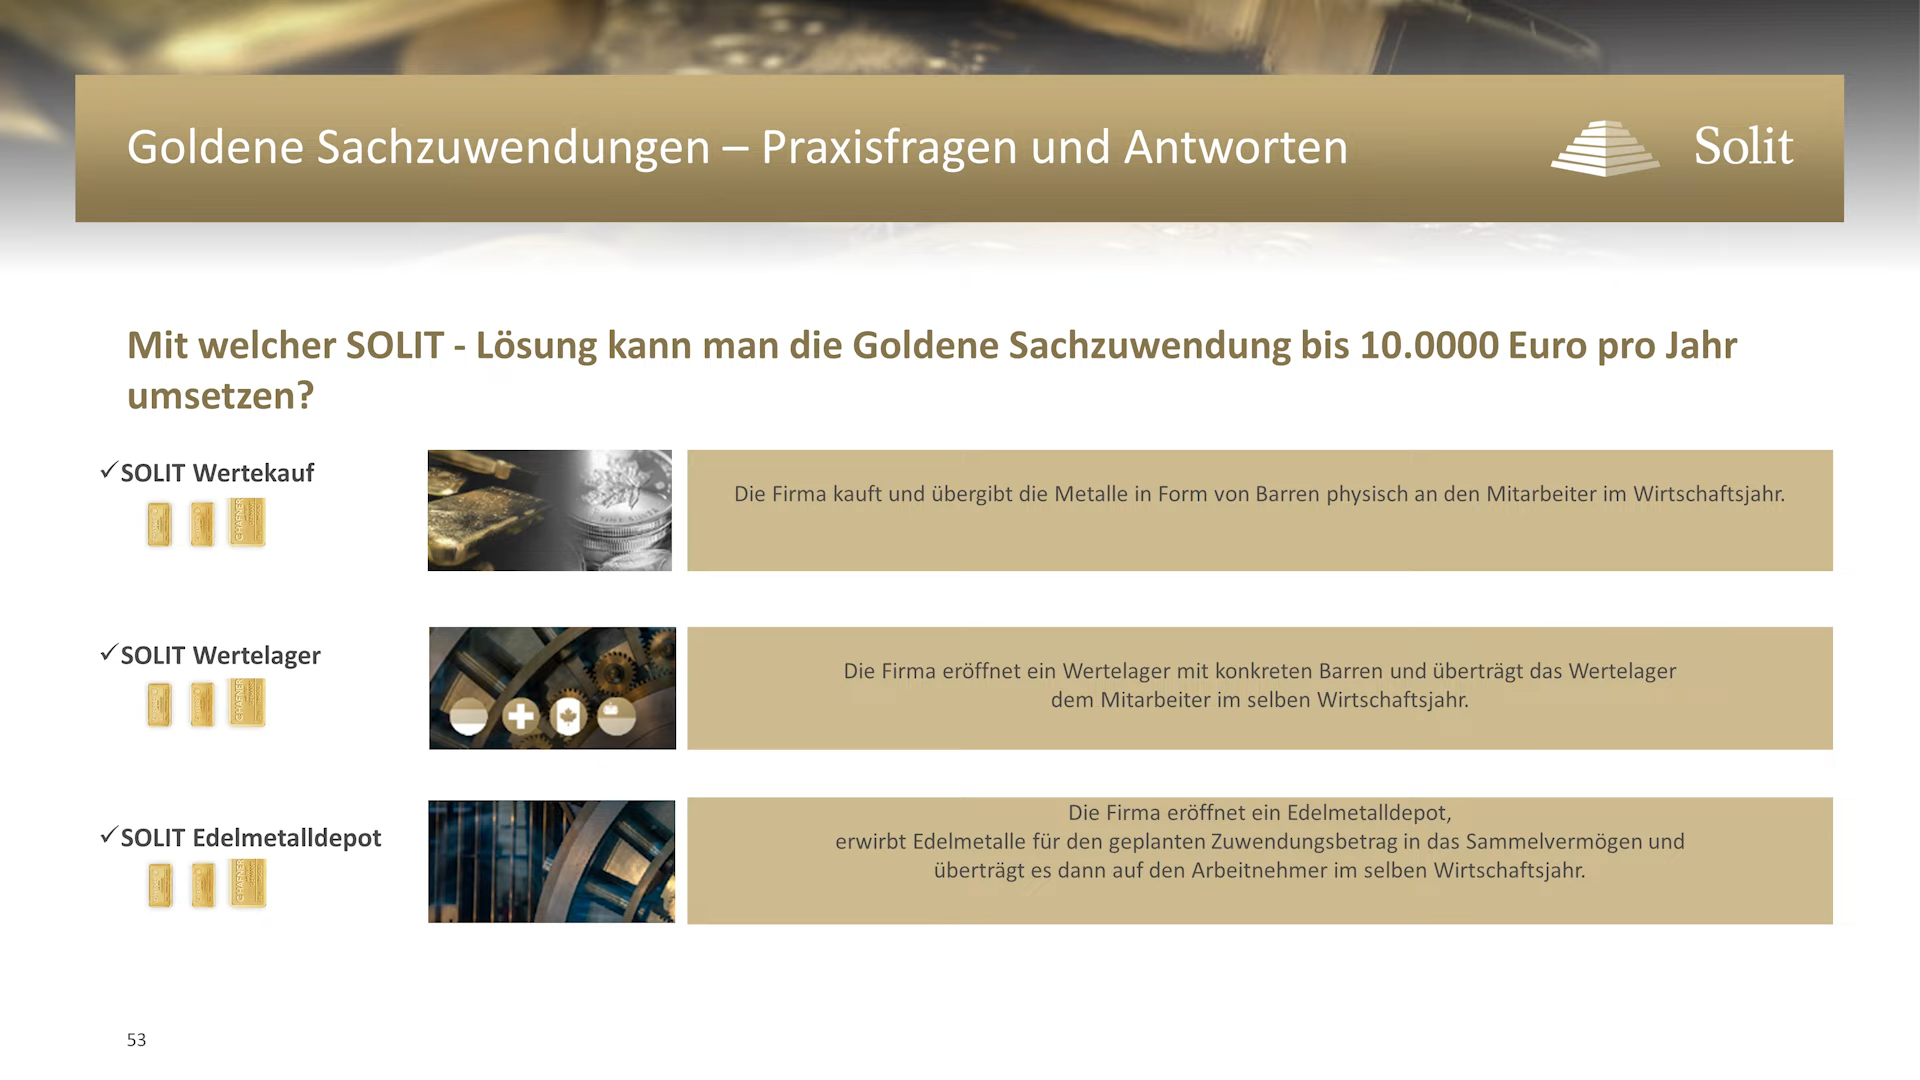 Goldene Sachzuwendungen – Praxisfragen und Antworten
Solit
Mit welcher SOLIT - Lösung kann man die Goldene Sachzuwendung bis 10.0000 Euro pro Jahr
umsetzen?
✓SOLIT Wertekauf
C.HAFNER
Die Firma kauft und übergibt die Metalle in Form von Barren physisch an den Mitarbeiter im Wirtschaftsjahr.
✓SOLIT Wertelager
C.HAFNER
Die Firma eröffnet ein Wertelager mit konkreten Barren und überträgt das Wertelager
dem Mitarbeiter im selben Wirtschaftsjahr.
✓SOLIT Edelmetalldepot
C.HAFNER
Die Firma eröffnet ein Edelmetalldepot,
erwirbt Edelmetalle für den geplanten Zuwendungsbetrag in das Sammelvermögen und
überträgt es dann auf den Arbeitnehmer im selben Wirtschaftsjahr.
53